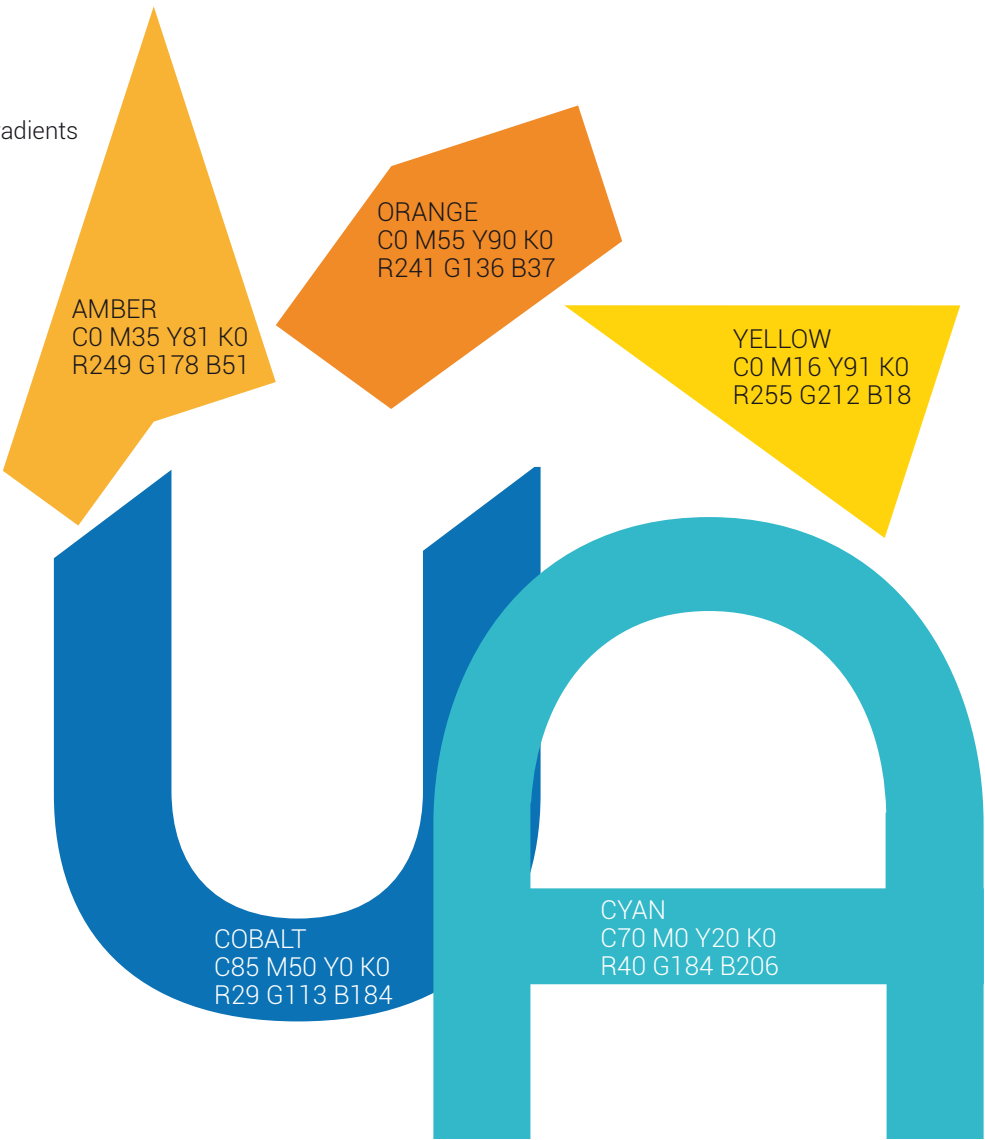 adients
ORANGE
C0 M55 Y90 K0
R241 G136 B37
AMBER
C0 M35 Y81 K0
R249 G178 B51
YELLOW
C0 M16 Y91 K0
R255 G212 B18
CYAN
C70 M0 Y20 K0
R40 G184 B206
COBALT
C85 M50 Y0 K0
R29 G113 B184